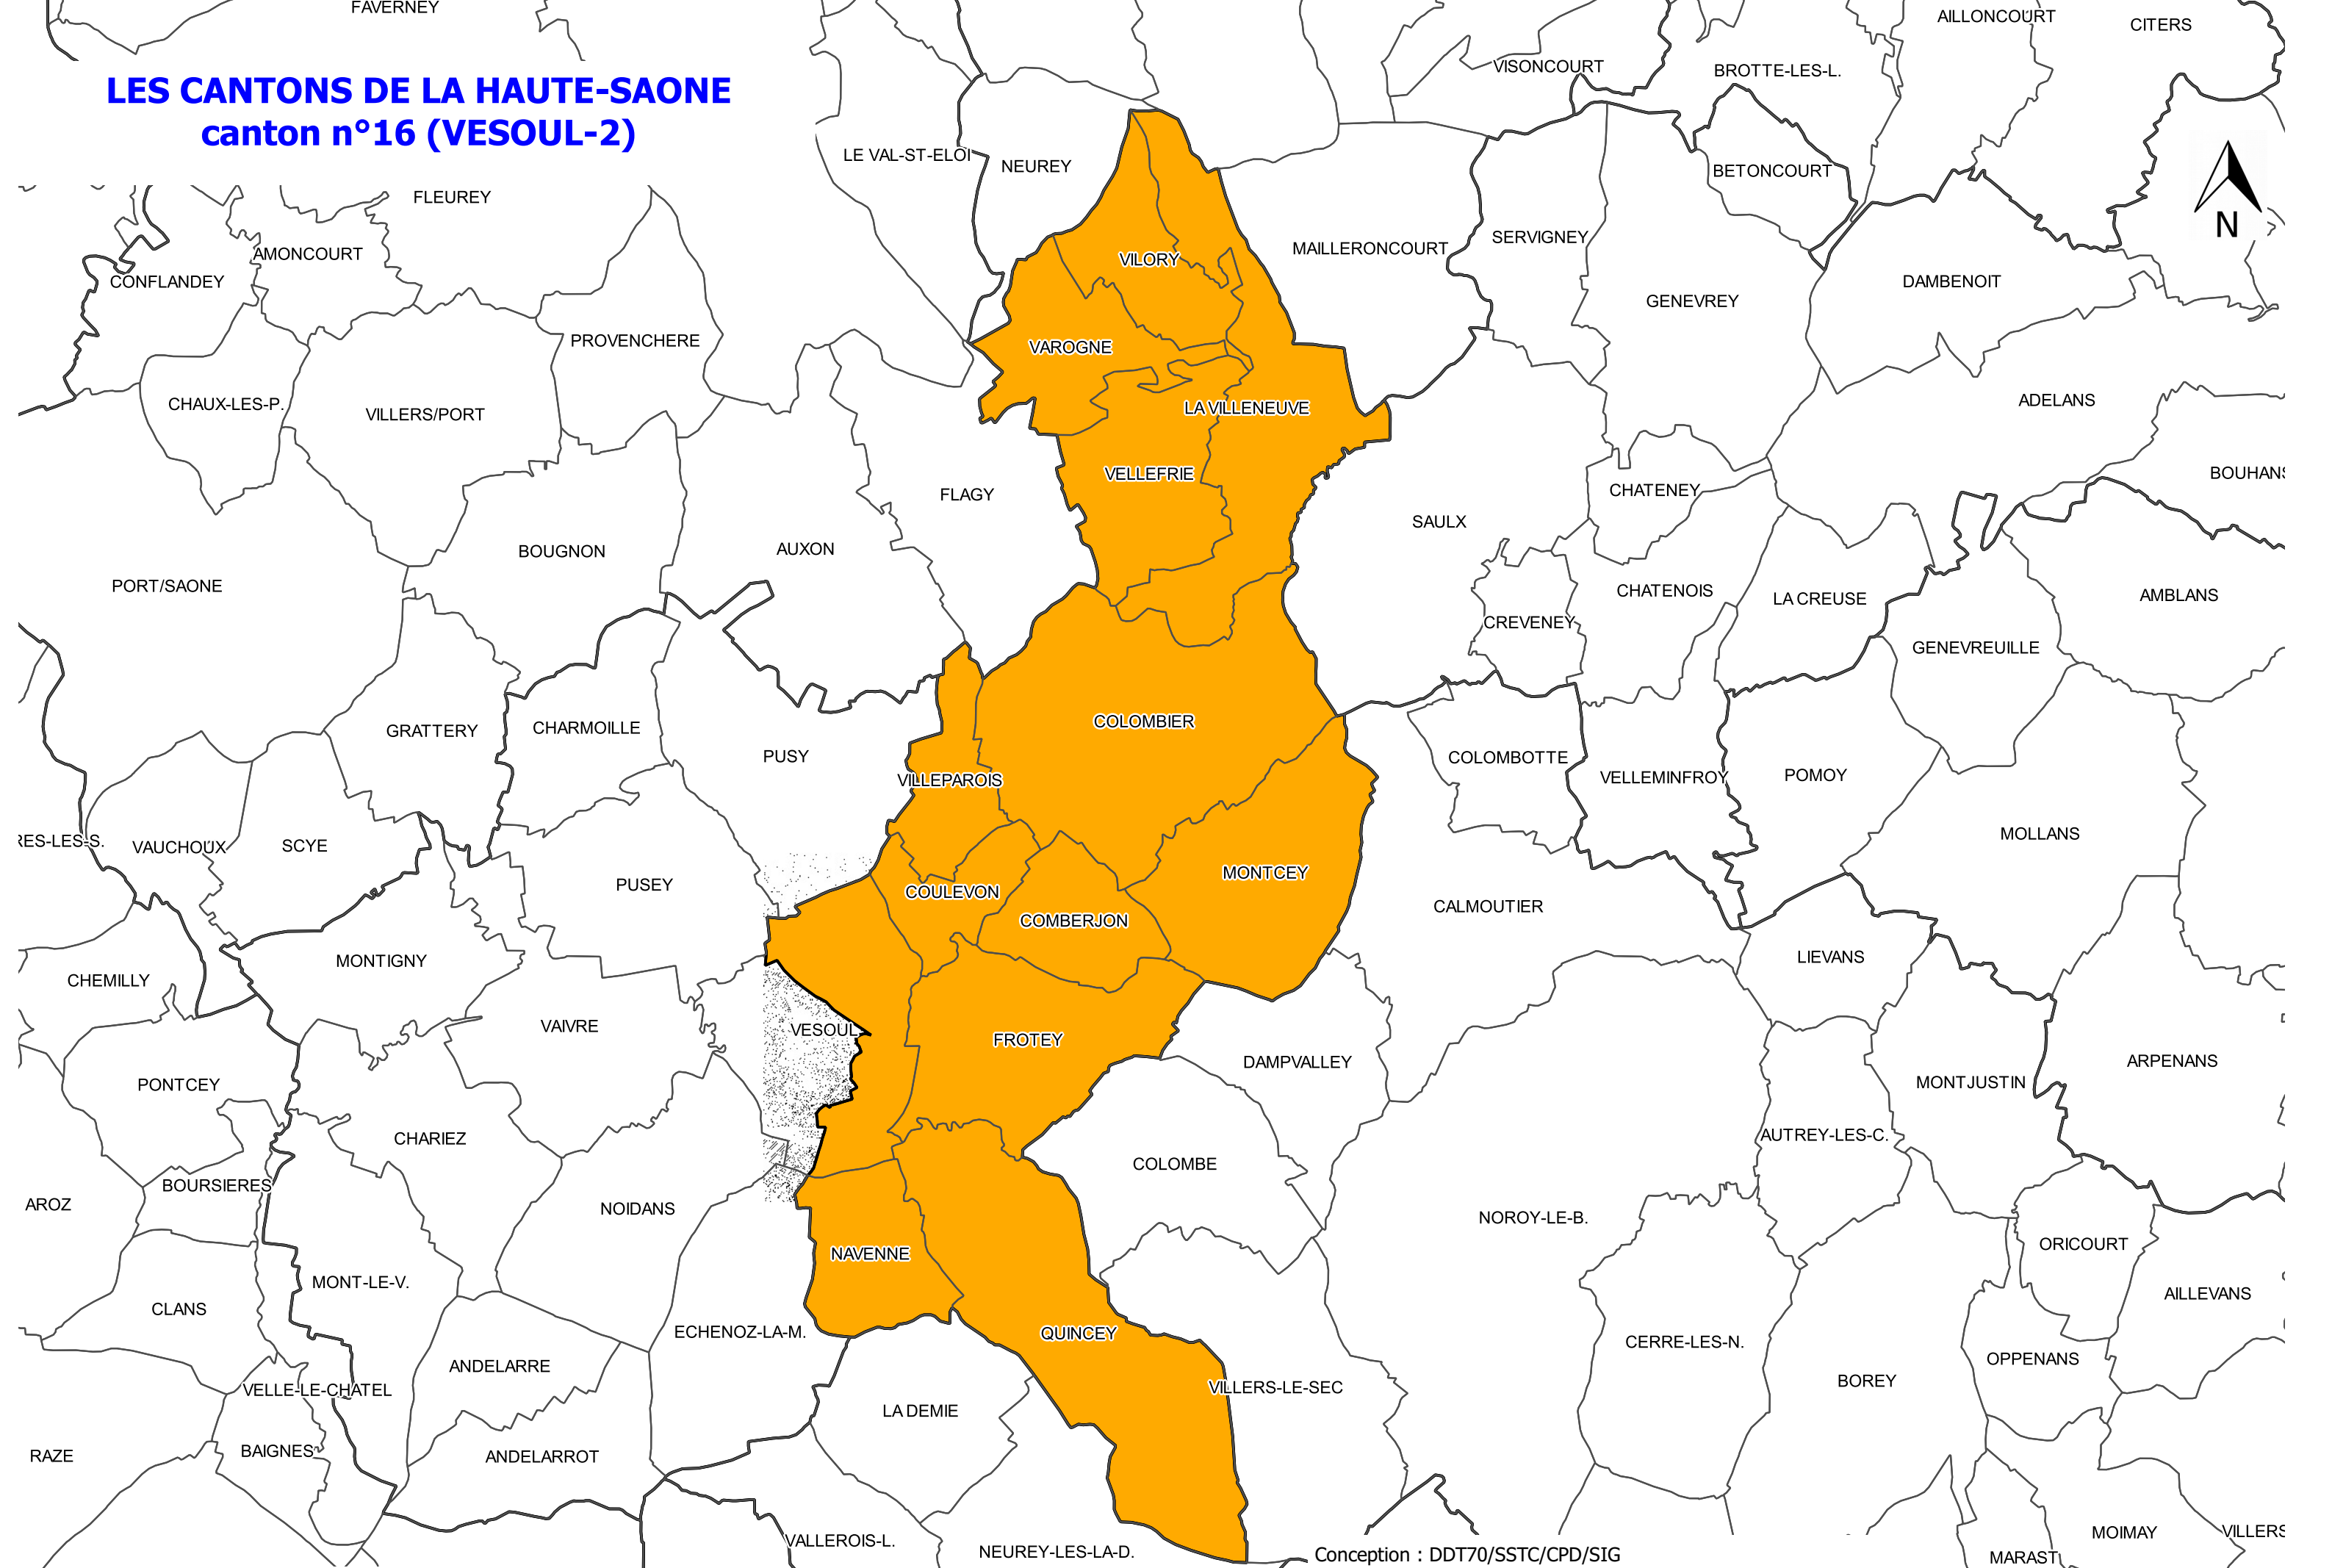 FAVERNEY
AILLONCOURT
CITERS
VISONCOURT
BROTTE-LES-L.
LES CANTONS DE LA HAUTE-SAONE
canton n°16 (VESOUL-2)
LE VAL-ST-ELOI
NEUREY
BETONCOURT
N
FLEUREY
AMONCOURT
CONFLANDEY
VILORY
MAILLERONCOURT
SERVIGNEY
GENEVREY
DAMBENOIT
PROVENCHERE
VAROGNE
CHAUX-LES-P.
VILLERS/PORT
LA VILLENEUVE
ADELANS
VELLEFRIE
BOUHANS
FLAGY
CHATENEY
SAULX
BOUGNON
AUXON
PORT/SAONE
CHATENOIS
LA CREUSE
AMBLANS
CREVENEY
GENEVREUILLE
GRATTERY
CHARMOILLE
PUSY
COLOMBIER
COLOMBOTTE
VELLEMINFROY
POMOY
VILLEPAROIS
RES-LES-S.
VAUCHOUX
SCYE
MOLLANS
PUSEY
COULEVON
MONTCEY
CALMOUTIER
COMBERJON
MONTIGNY
LIEVANS
CHEMILLY
VAIVRE
VESOUL
FROTEY
DAMPVALLEY
ARPENANS
PONTCEY
MONTJUSTIN
CHARIEZ
AUTREY-LES-C.
COLOMBE
BOURSIERES
AROZ
NOIDANS
NOROY-LE-B.
NAVENNE
ORICOURT
MONT-LE-V.
CLANS
AILLEVANS
ECHENOZ-LA-M.
QUINCEY
CERRE-LES-N.
ANDELARRE
OPPENANS
VELLE-LE-CHATEL
VILLERS-LE-SEC
BOREY
LA DEMIE
BAIGNES
RAZE
ANDELARROT
VALLEROIS-L.
NEUREY-LES-LA-D.
MOIMAY
VILLERS
MARAST
Conception : DDT70/SSTC/CPD/SIG